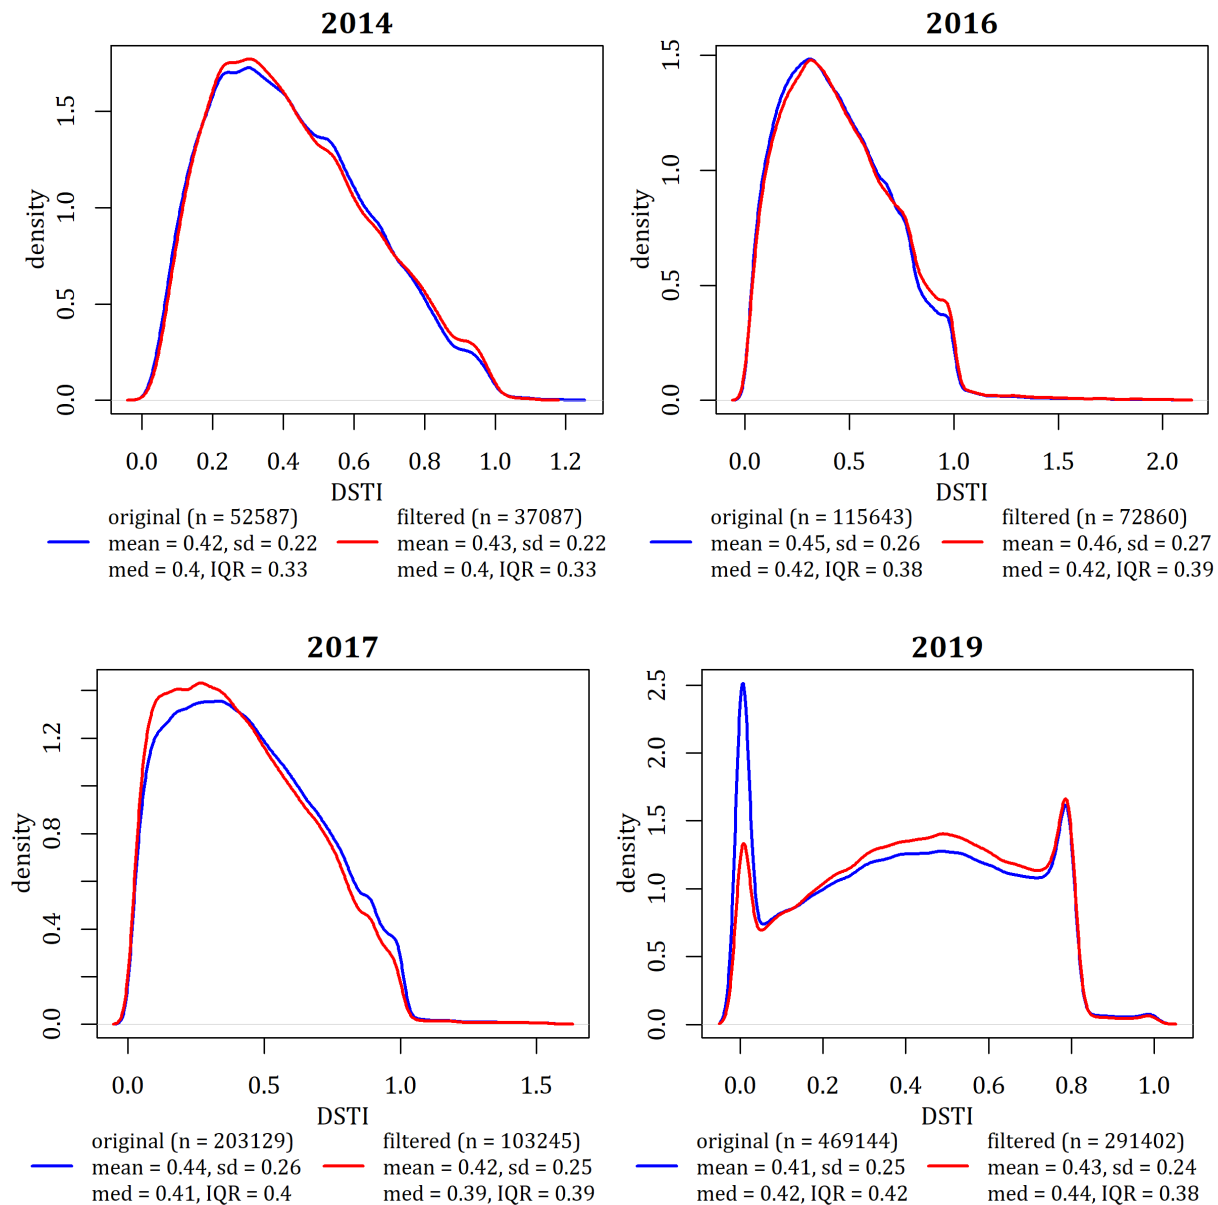 2014
density
0.0
0.5
1.0
1.5
0.0 0.2 0.4 0.6 0.8 1.0 1.2
DSTI
original (n = 52587)
mean = 0.42, sd = 0.22
med = 0.4, IQR = 0.33
filtered (n = 37087)
mean = 0.43, sd = 0.22
med = 0.4, IQR = 0.33
2016
density
0.0
0.5
1.0
1.5
0.0 0.5 1.0 1.5 2.0
DSTI
original (n = 115643)
mean = 0.45, sd = 0.26
med = 0.42, IQR = 0.38
filtered (n = 72860)
mean = 0.46, sd = 0.27
med = 0.42, IQR = 0.39
2017
density
0.0
0.4
0.8
1.2
0.0 0.5 1.0 1.5
DSTI
original (n = 203129)
mean = 0.44, sd = 0.26
med = 0.41, IQR = 0.4
filtered (n = 103245)
mean = 0.42, sd = 0.25
med = 0.39, IQR = 0.39
2019
density
0.0
0.5
1.0
1.5
2.0
2.5
0.0 0.2 0.4 0.6 0.8 1.0
DSTI
original (n = 469144)
mean = 0.41, sd = 0.25
med = 0.42, IQR = 0.42
filtered (n = 291402)
mean = 0.43, sd = 0.24
med = 0.44, IQR = 0.38